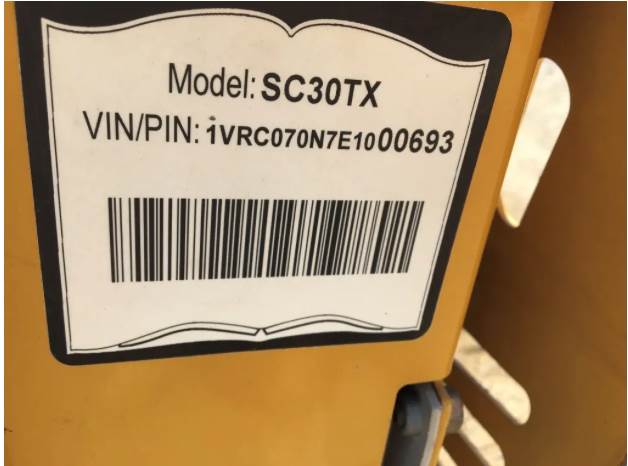 Model: SC30TX
VIN/PIN: 1VRC070N7E1000693